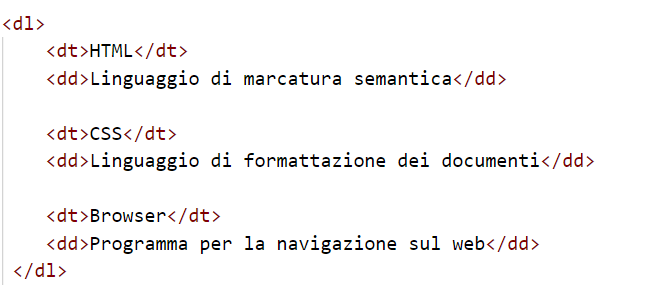 <dl>
<dt>HTML</dt>
<dd>Linguaggio di marcatura semantica</dd>
<dt>CSS</dt>
<dd>Linguaggio di formattazione dei documenti</dd>
<dt>Browser</dt>
<dd>Programma per la navigazione sul web</dd>
</dl>